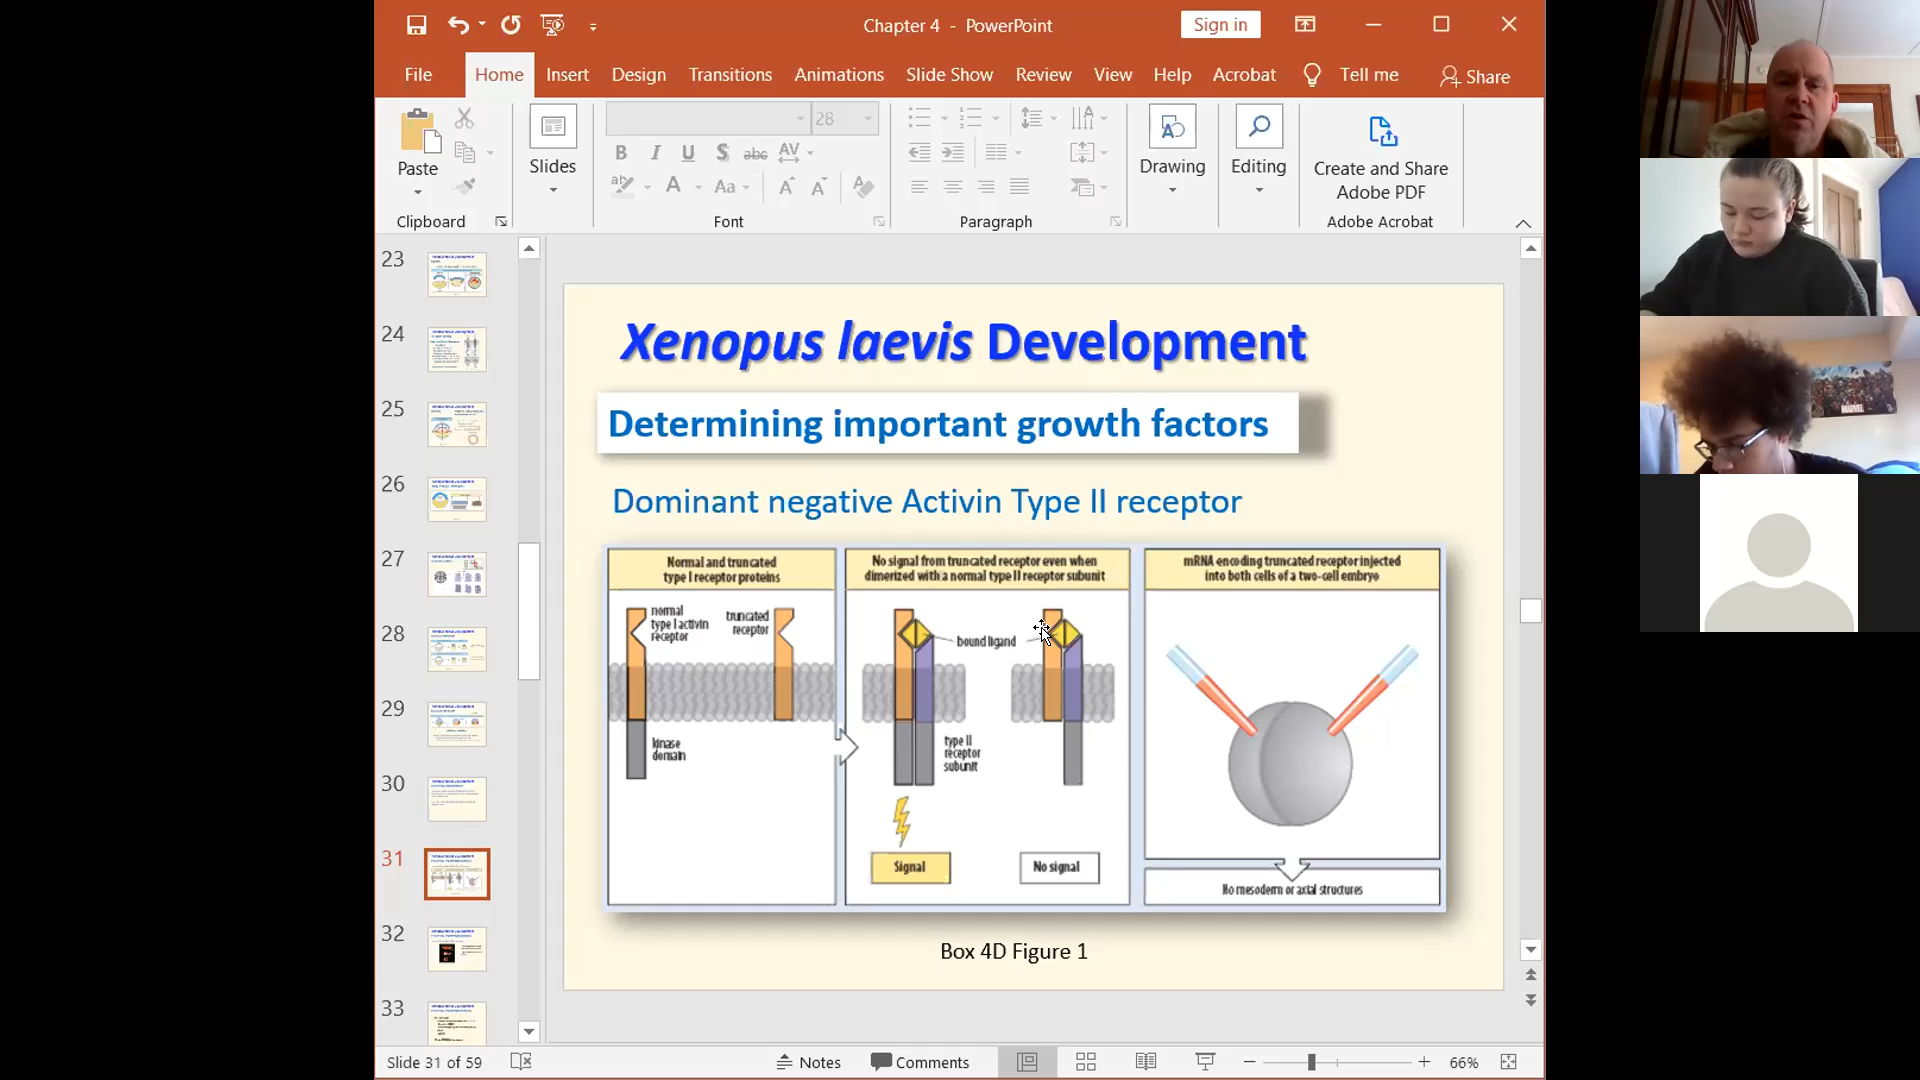 Chapter 4 - PowerPoint
Sign in
File Home Insert Design Transitions Animations Slide Show Review View Help Acrobat Tell me Share
Paste
Clipboard
Slides
28
B I U S abc AV
A Aa A A
Font
Paragraph
Drawing
Editing
Create and Share
Adobe PDF
Adobe Acrobat
23
24
25
26
27
28
29
30
31
32
33
Xenopus laevis Development
Determining important growth factors
Dominant negative Activin Type II receptor
Normal and truncated
type I receptor proteins
normal
type I activin
receptor
truncated
receptor
kinase
domain
No signal from truncated receptor even when
dimerized with a normal type II receptor subunit
bound ligand
type II
receptor
subunit
Signal
No signal
mRNA encoding truncated receptor injected
into both cells of a two-cell embryo
No mesoderm or axial structures
Box 4D Figure 1
Slide 31 of 59
Notes
Comments
66%
MARVEL